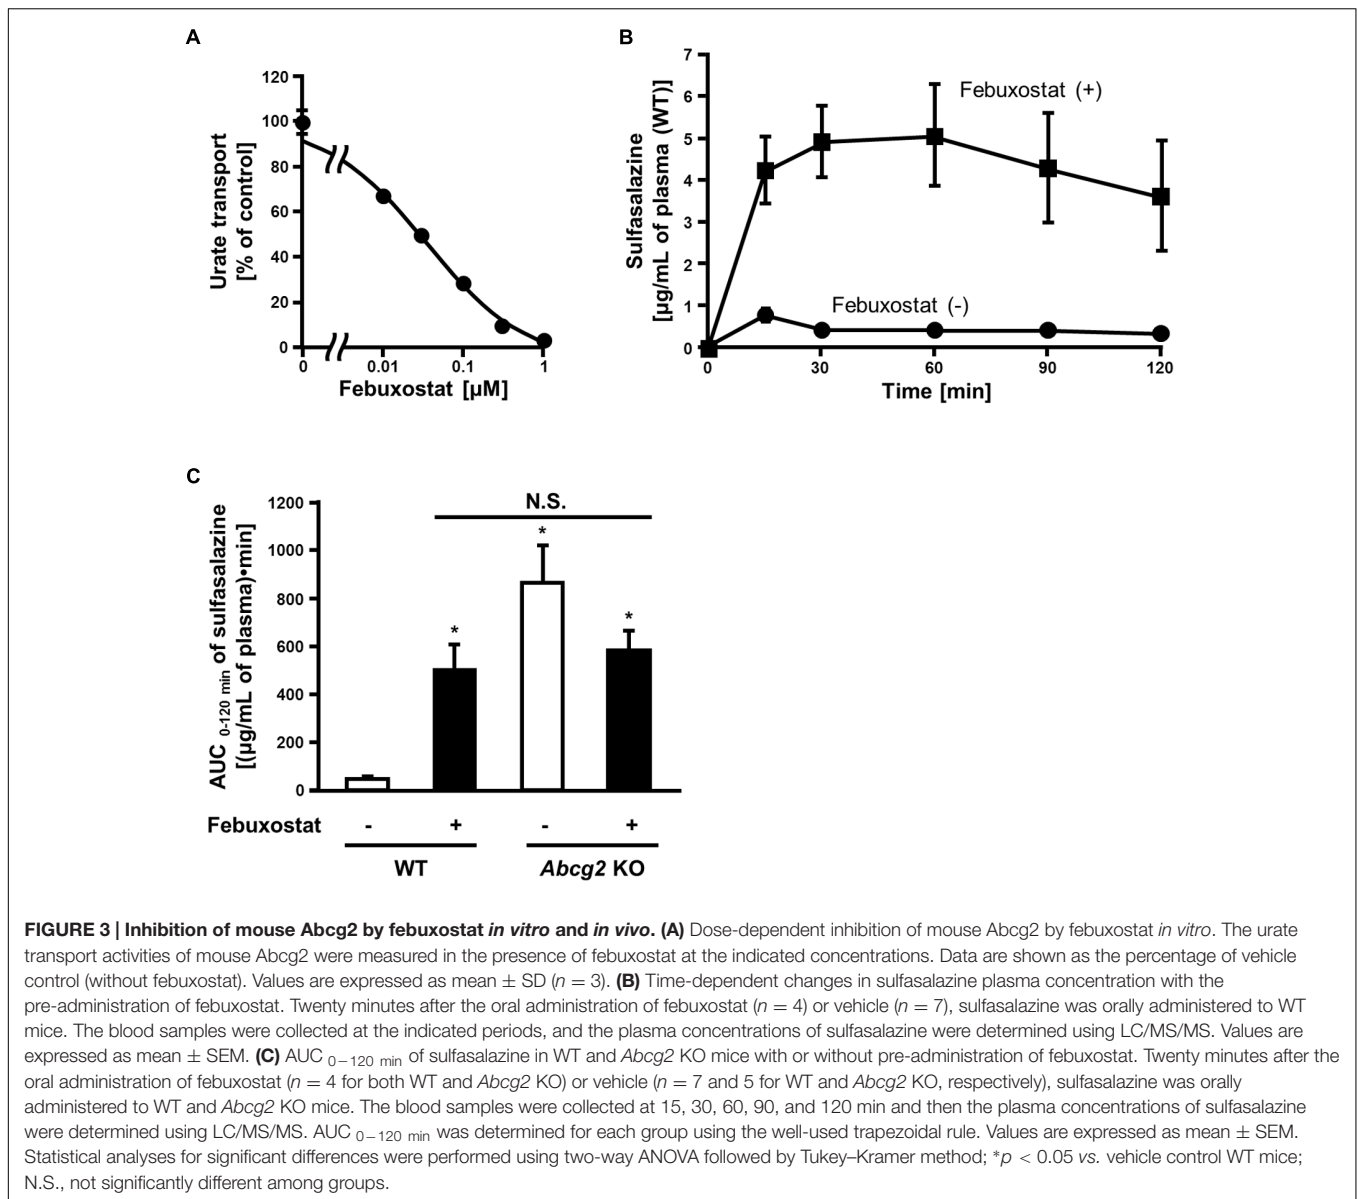 A
Urate transport
[% of control]
120
100
80
60
40
20
0
0 0.01 0.1 1
Febuxostat [µM]
B
Sulfasalazine
[µg/mL of plasma (WT)]
7
6
5
4
3
2
1
0
Febuxostat (+)
Febuxostat (-)
0 30 60 90 120
Time [min]
C
AUC 0-120 min of sulfasalazine
[(µg/mL of plasma)•min]
1200
1000
800
600
400
200
0
N.S.
*
*
*
Febuxostat - + - +
WT Abcg2 KO
FIGURE 3 | Inhibition of mouse Abcg2 by febuxostat in vitro and in vivo. (A) Dose-dependent inhibition of mouse Abcg2 by febuxostat in vitro. The urate
transport activities of mouse Abcg2 were measured in the presence of febuxostat at the indicated concentrations. Data are shown as the percentage of vehicle
control (without febuxostat). Values are expressed as mean ± SD (n = 3). (B) Time-dependent changes in sulfasalazine plasma concentration with the
pre-administration of febuxostat. Twenty minutes after the oral administration of febuxostat (n = 4) or vehicle (n = 7), sulfasalazine was orally administered to WT
mice. The blood samples were collected at the indicated periods, and the plasma concentrations of sulfasalazine were determined using LC/MS/MS. Values are
expressed as mean ± SEM. (C) AUC 0–120 min of sulfasalazine in WT and Abcg2 KO mice with or without pre-administration of febuxostat. Twenty minutes after the
oral administration of febuxostat (n = 4 for both WT and Abcg2 KO) or vehicle (n = 7 and 5 for WT and Abcg2 KO, respectively), sulfasalazine was orally
administered to WT and Abcg2 KO mice. The blood samples were collected at 15, 30, 60, 90, and 120 min and then the plasma concentrations of sulfasalazine
were determined using LC/MS/MS. AUC 0–120 min was determined for each group using the well-used trapezoidal rule. Values are expressed as mean ± SEM.
Statistical analyses for significant differences were performed using two-way ANOVA followed by Tukey–Kramer method; *p < 0.05 vs. vehicle control WT mice;
N.S., not significantly different among groups.